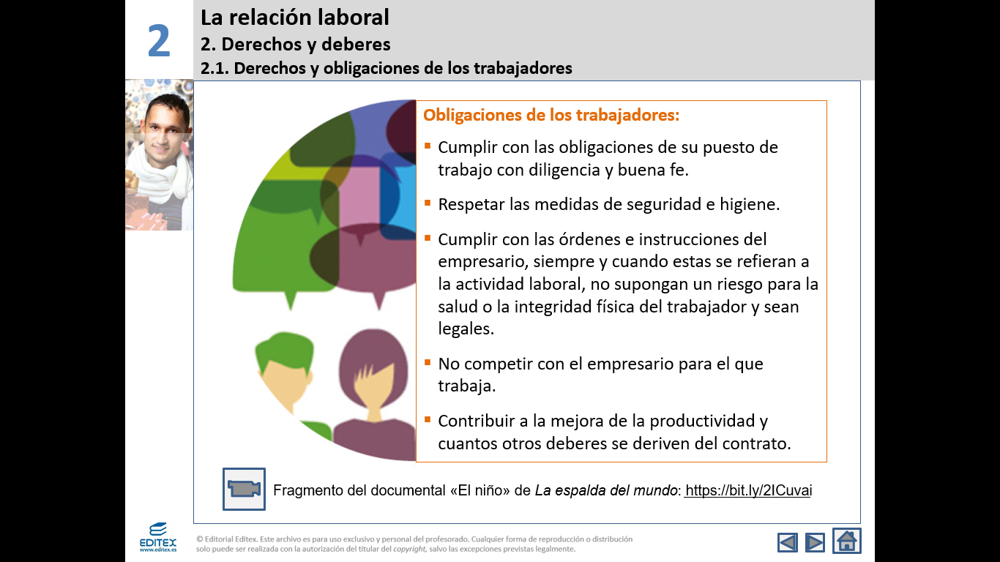 2
La relación laboral
2. Derechos y deberes
2.1. Derechos y obligaciones de los trabajadores
Obligaciones de los trabajadores:
▪ Cumplir con las obligaciones de su puesto de
trabajo con diligencia y buena fe.
▪ Respetar las medidas de seguridad e higiene.
▪ Cumplir con las órdenes e instrucciones del
empresario, siempre y cuando estas se refieran a
la actividad laboral, no supongan un riesgo para la
salud o la integridad física del trabajador y sean
legales.
▪ No competir con el empresario para el que
trabaja.
▪ Contribuir a la mejora de la productividad y
cuantos otros deberes se deriven del contrato.
Fragmento del documental «El niño» de La espalda del mundo: https://bit.ly/2ICuvai
EDITEX
www.editex.es
© Editorial Editex. Este archivo es para uso exclusivo y personal del profesorado. Cualquier forma de reproducción o distribución
solo puede ser realizada con la autorización del titular del copyright, salvo las excepciones previstas legalmente.